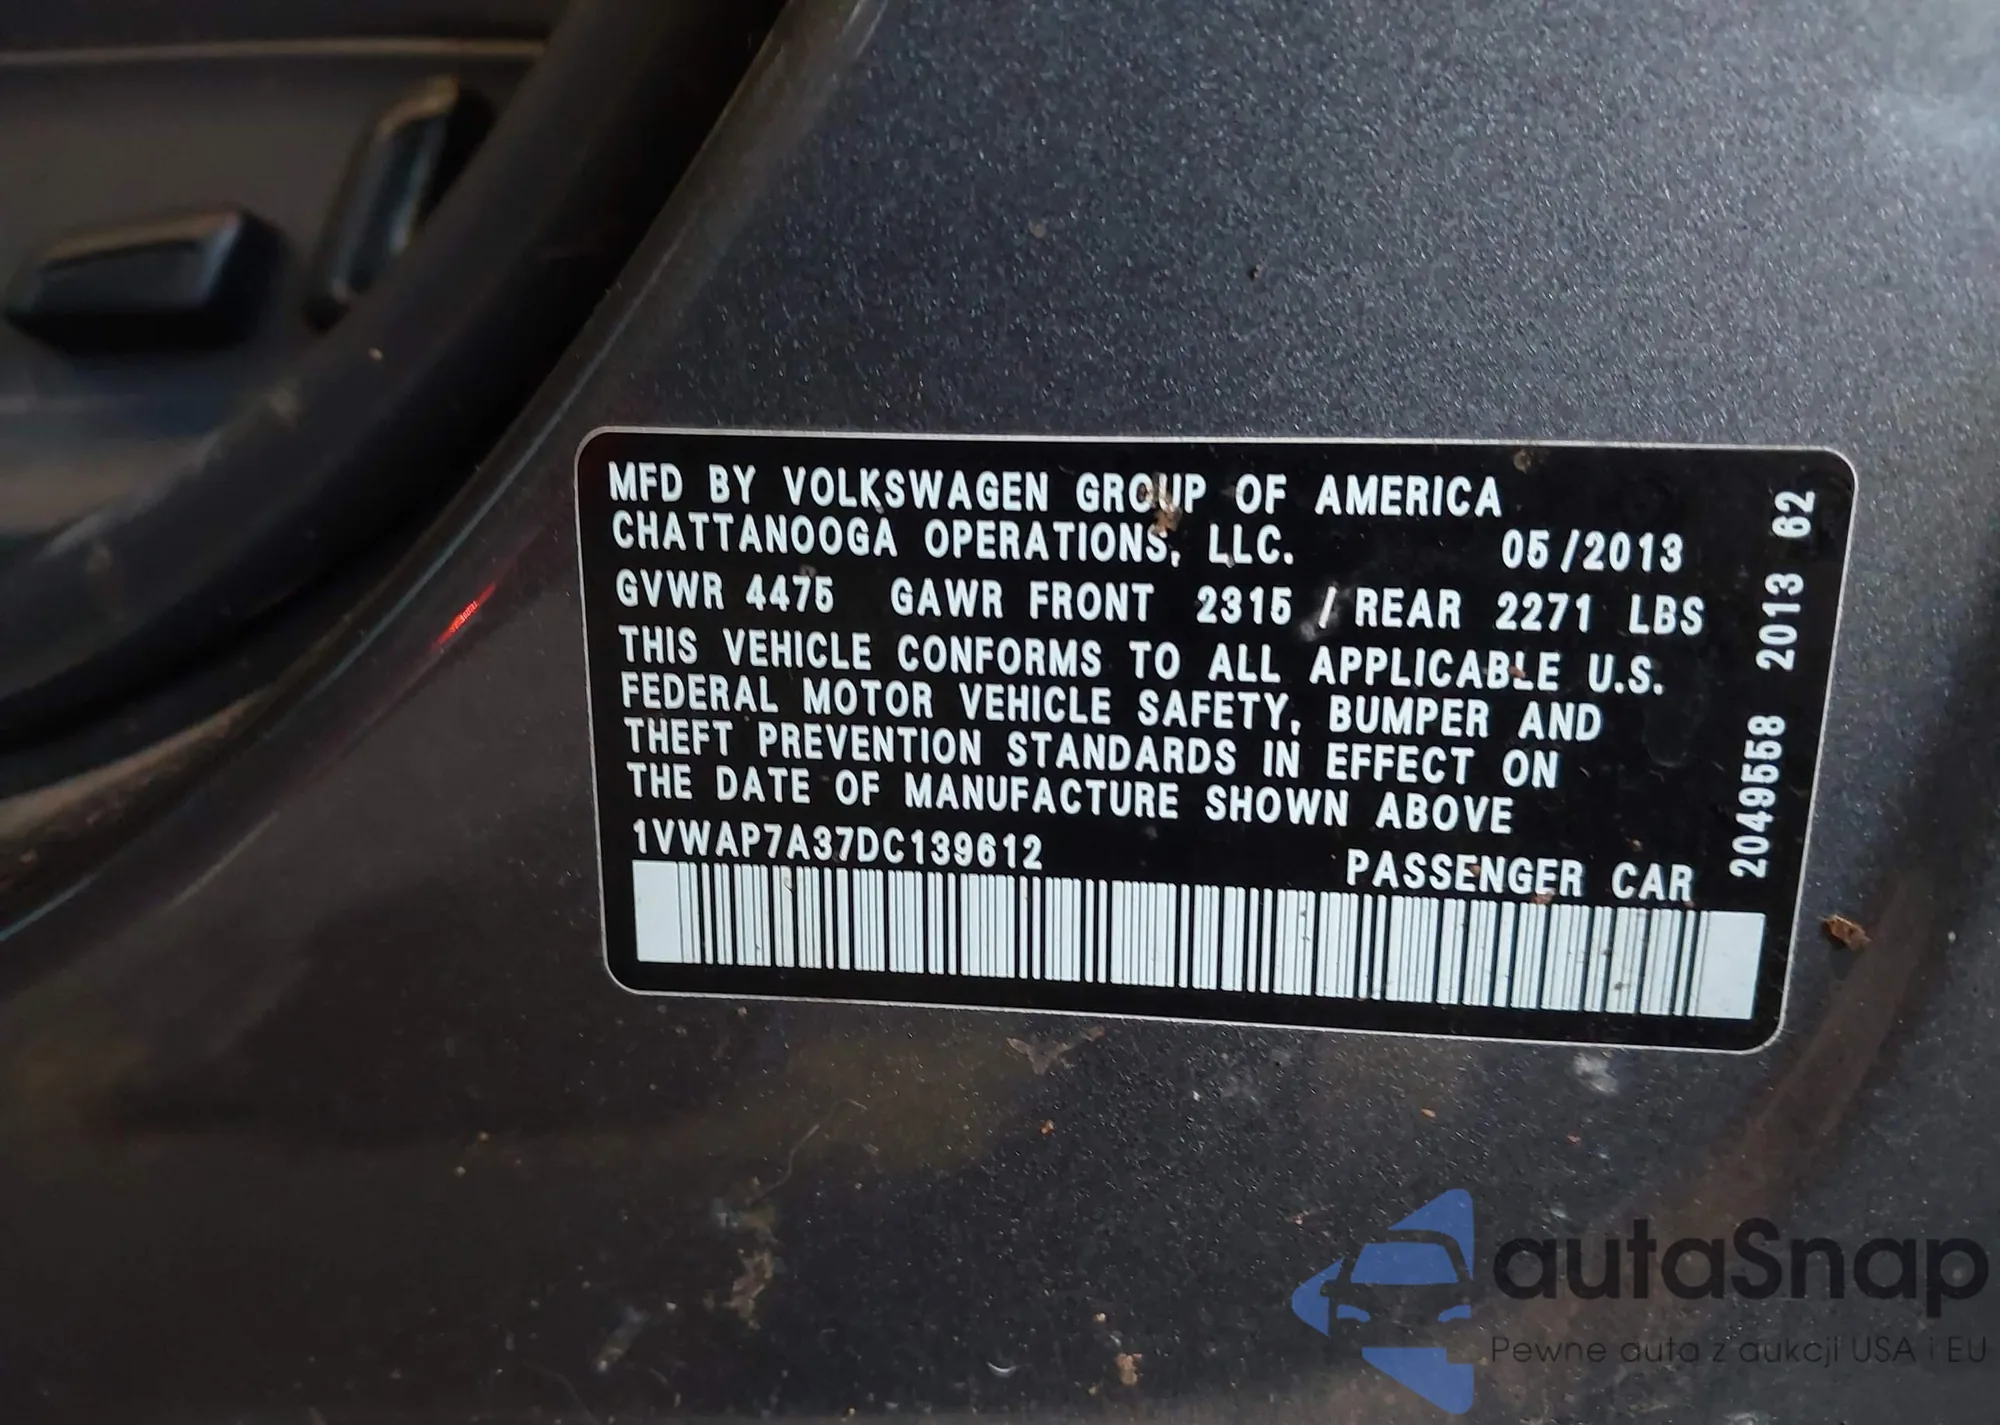 MFD BY VOLKSWAGEN GROUP OF AMERICA
CHATTANOOGA OPERATIONS, LLC. 05/2013
GVWR 4475 GAWR FRONT 2315 / REAR 2271 LBS
THIS VEHICLE CONFORMS TO ALL APPLICABLE U.S.
FEDERAL MOTOR VEHICLE SAFETY, BUMPER AND
THEFT PREVENTION STANDARDS IN EFFECT ON
THE DATE OF MANUFACTURE SHOWN ABOVE
1VWAP7A37DC139612 PASSENGER CAR
2049558 2013 62
autaSnap
Pewne auta z aukcji USA i EU